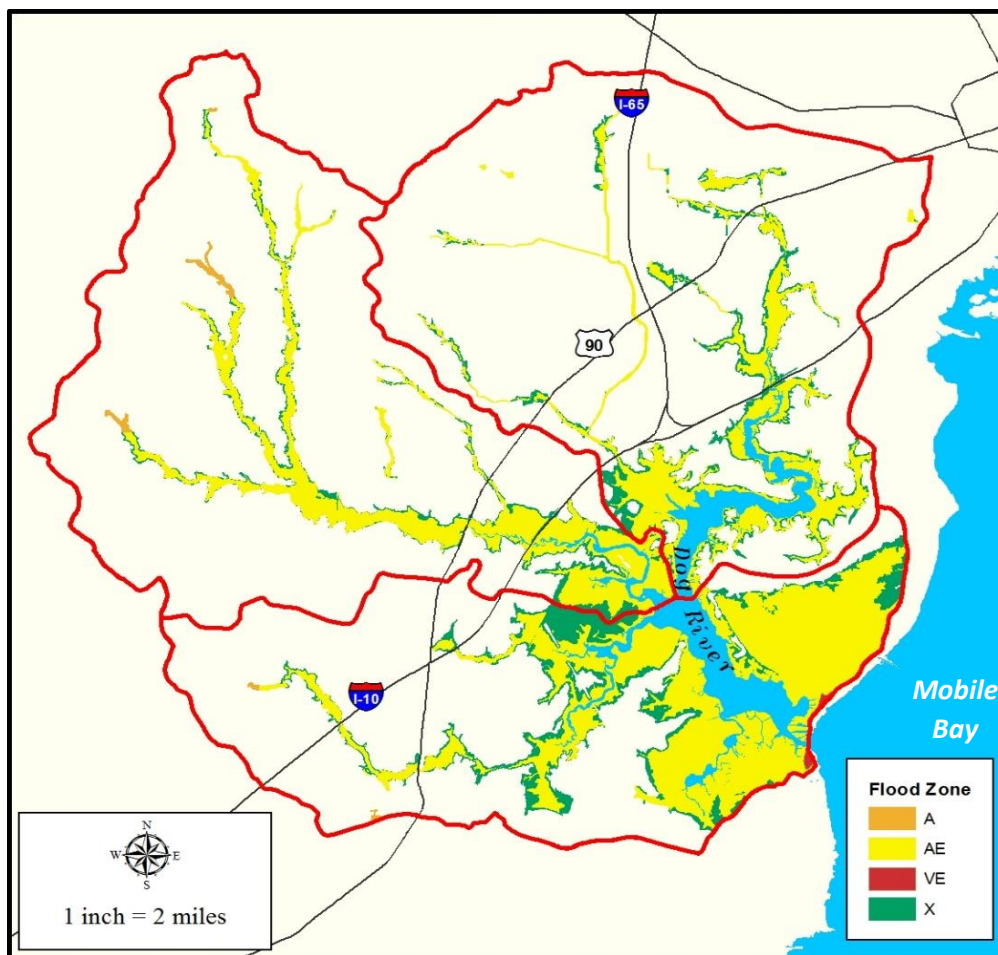 I-65
90
Dog River
I-10
Mobile
Bay
Flood Zone
A
AE
VE
X
N
W E
S
1 inch = 2 miles